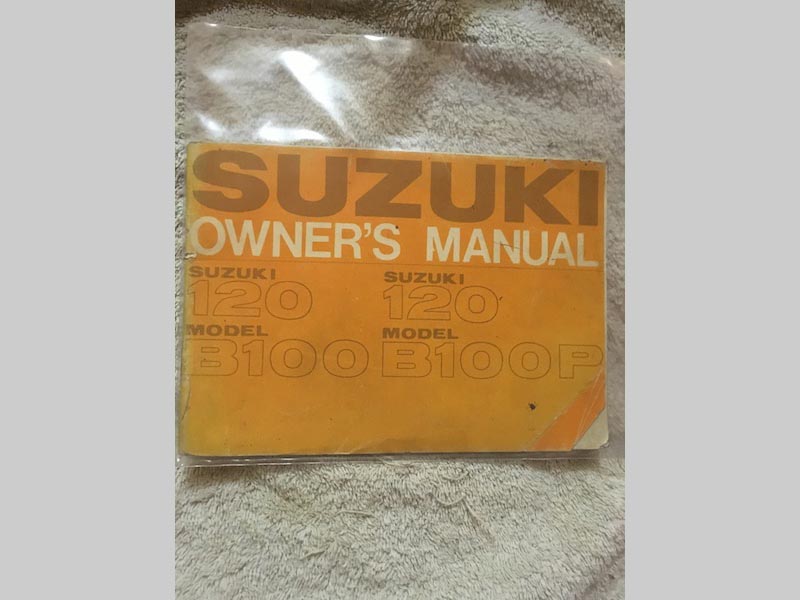 SUZUKI
OWNER'S MANUAL
SUZUKI SUZUKI
120 120
MODEL MODEL
B100 B100P